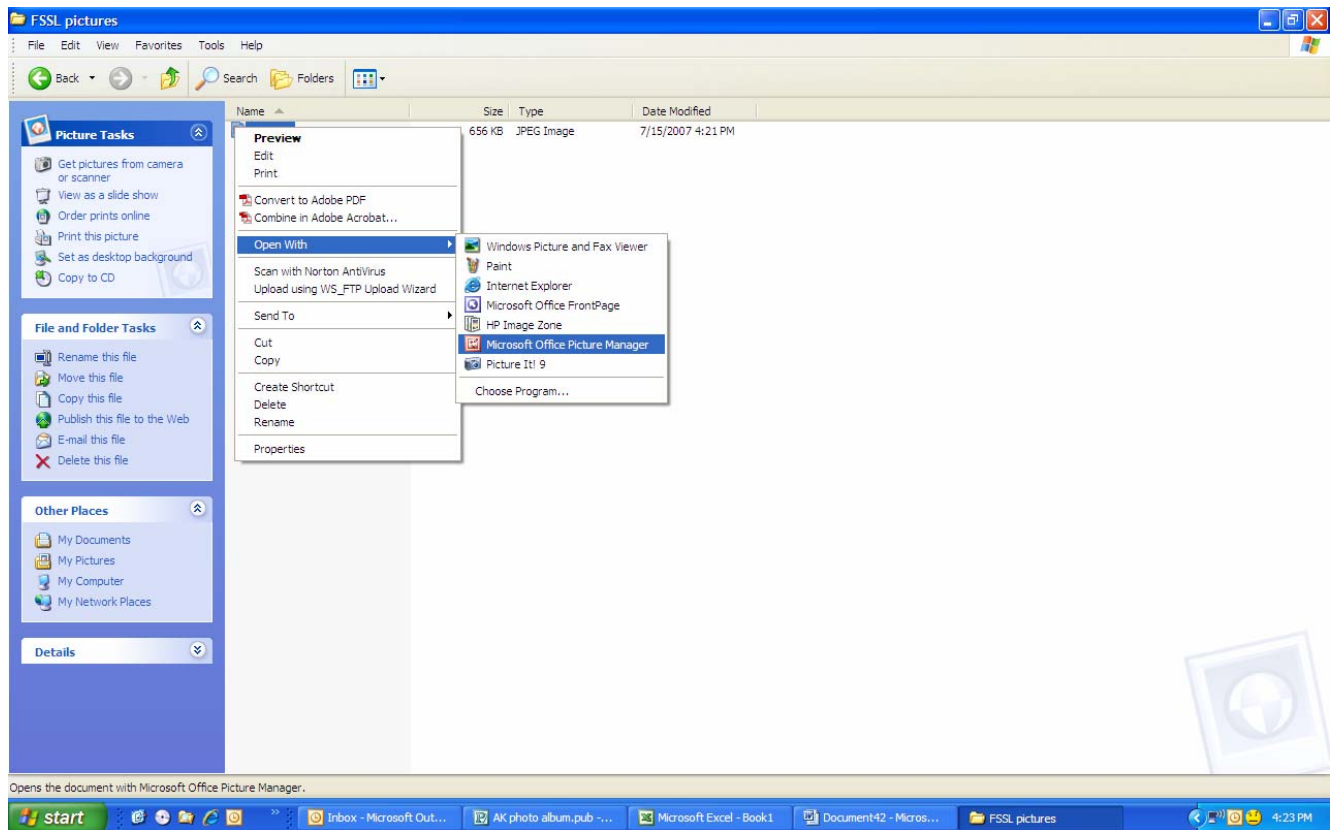 FSSL pictures
File Edit View Favorites Tools Help
Back Search Folders
Name Size Type Date Modified
656 KB JPEG Image 7/15/2007 4:21 PM
Picture Tasks
Get pictures from camera
or scanner
View as a slide show
Order prints online
Print this picture
Set as desktop background
Copy to CD
File and Folder Tasks
Rename this file
Move this file
Copy this file
Publish this file to the Web
E-mail this file
Delete this file
Other Places
My Documents
My Pictures
My Computer
My Network Places
Details
Preview
Edit
Print
Convert to Adobe PDF
Combine in Adobe Acrobat...
Open With
Scan with Norton AntiVirus
Upload using WS_FTP Upload Wizard
Send To
Cut
Copy
Create Shortcut
Delete
Rename
Properties
Windows Picture and Fax Viewer
Paint
Internet Explorer
Microsoft Office FrontPage
HP Image Zone
Microsoft Office Picture Manager
Picture It! 9
Choose Program...
Opens the document with Microsoft Office Picture Manager.
start Inbox - Microsoft Out... AK photo album.pub -... Microsoft Excel - Book1 Document42 - Micros... FSSL pictures 4:23 PM